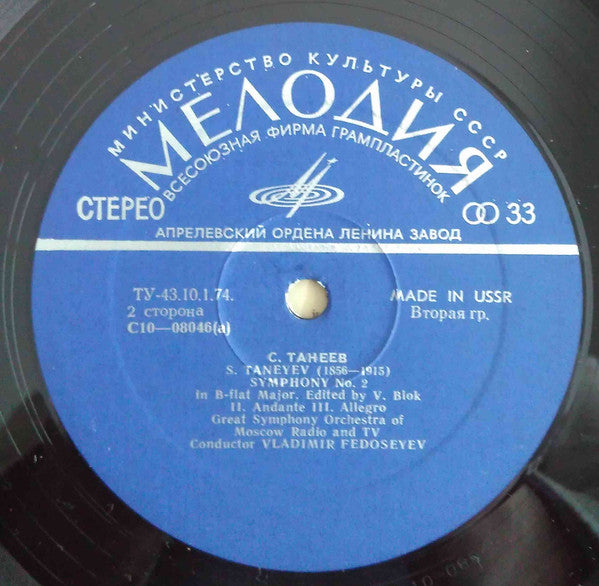 МИНИСТЕРСТВО КУЛЬТУРЫ СССР
МЕЛОДИЯ
ВСЕСОЮЗНАЯ ФИРМА ГРАМПЛАСТИНОК
СТЕРЕО
33
АПРЕЛЕВСКИЙ ОРДЕНА ЛЕНИНА ЗАВОД
ТУ-43.10.1.74.
MADE IN USSR
2 сторона
Вторая гр.
С10—08046(а)
С. ТАНЕЕВ
S. TANEYEV (1856—1915)
SYMPHONY No. 2
in B-flat Major. Edited by V. Blok
II. Andante III. Allegro
Great Symphony Orchestra of
Moscow Radio and TV
Conductor VLADIMIR FEDOSEYEV